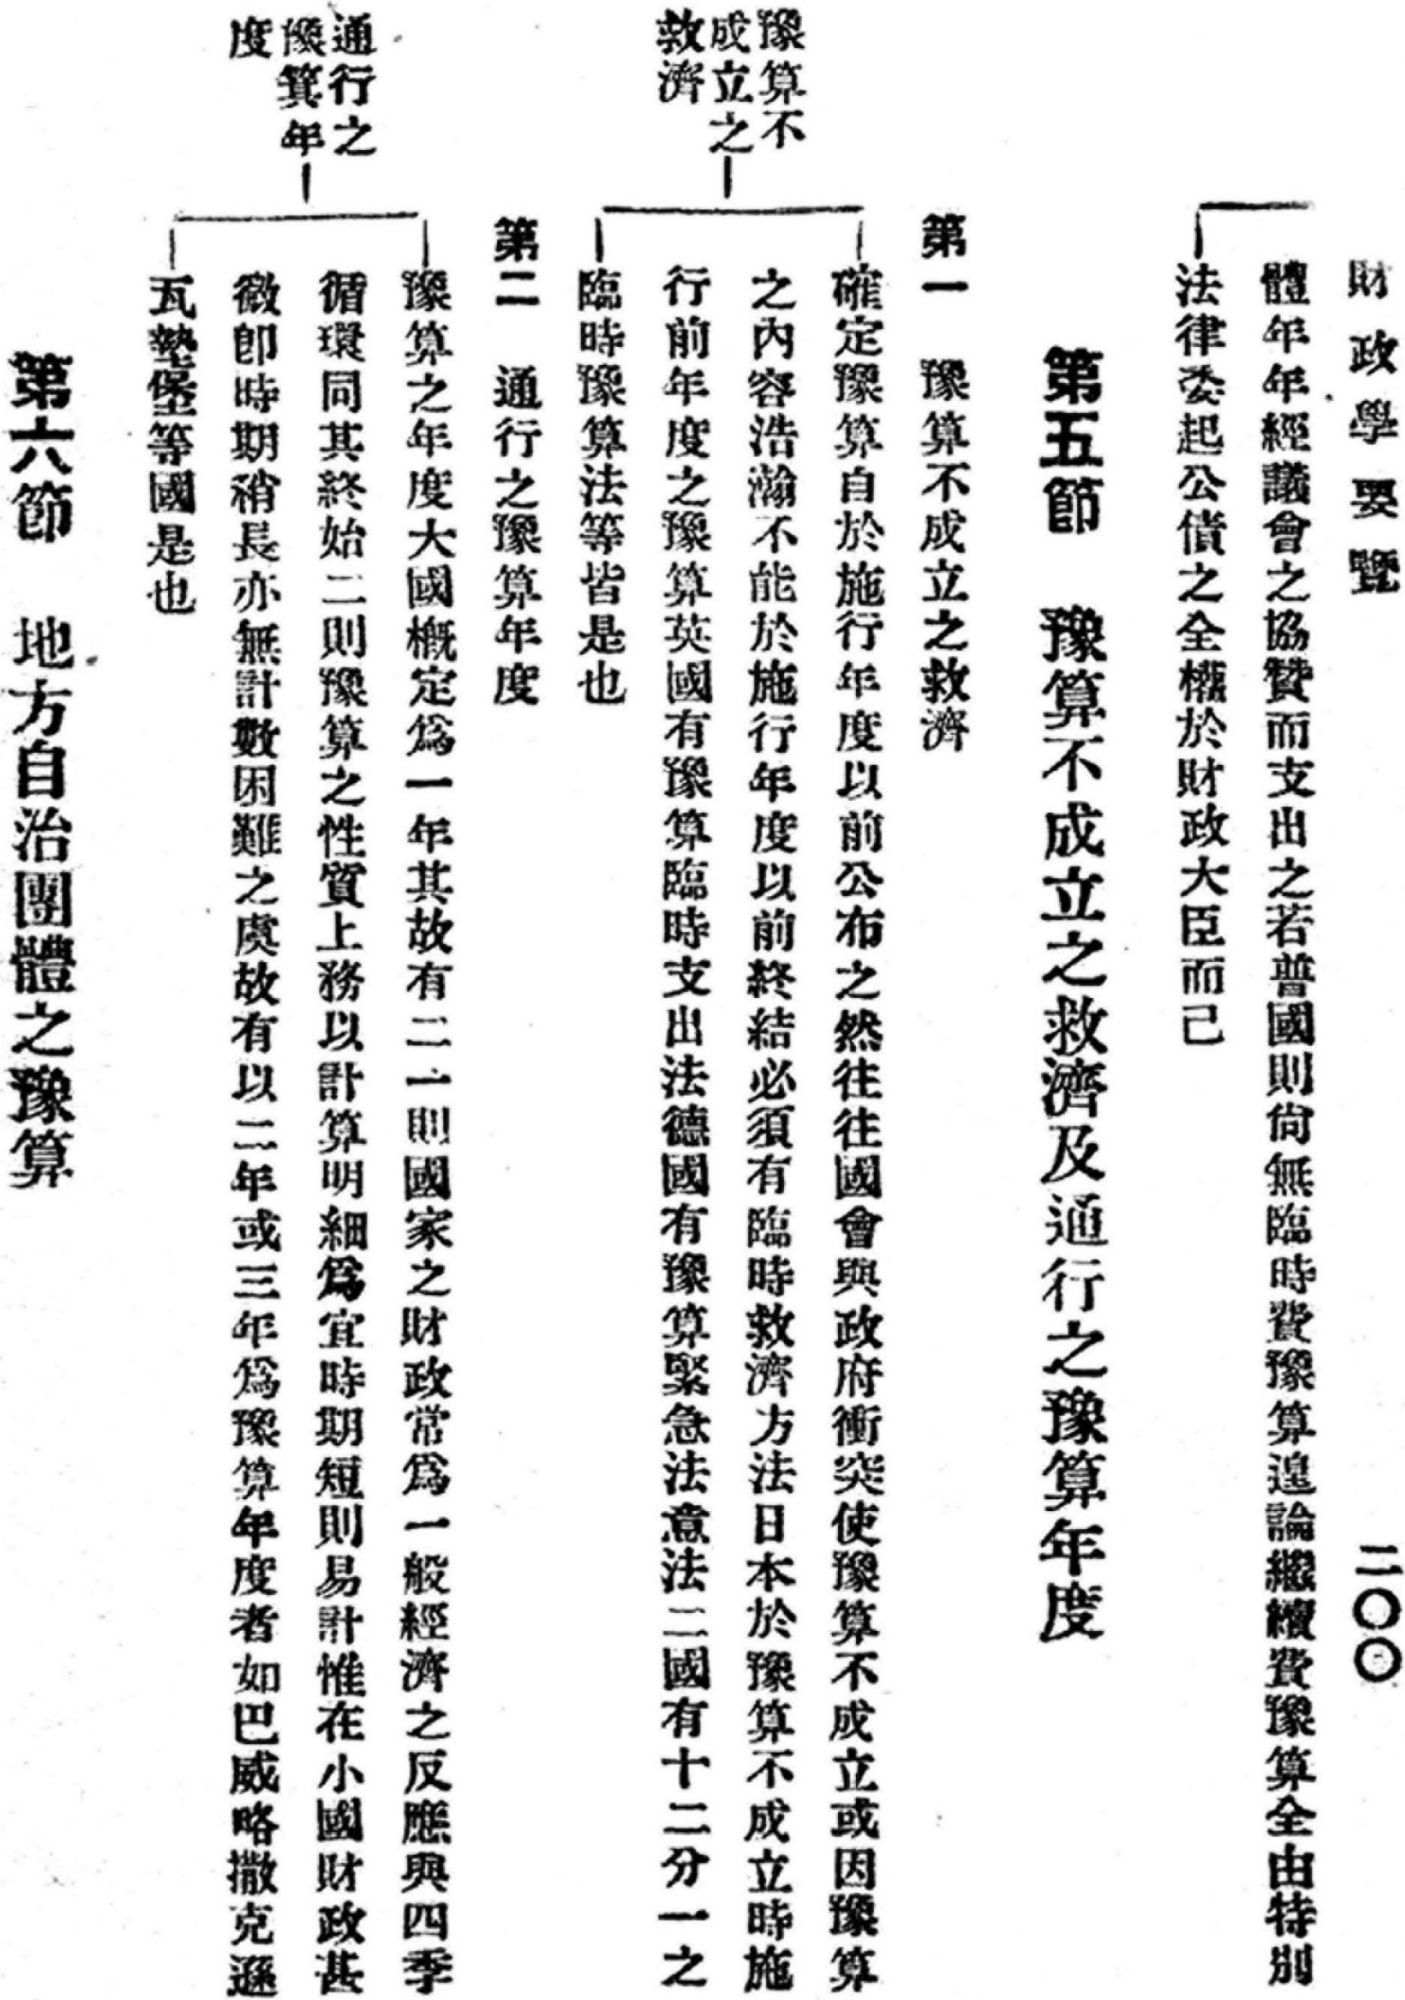 財政學要覽
二〇〇
體年年經議會之協贊而支出之若普國則尙無臨時費豫算遑論繼續費豫算全由特別
法律委起公債之全權於財政大臣而已
第五節 豫算不成立之救濟及通行之豫算年度
第一 豫算不成立之救濟
豫算不
成立之
救濟
確定豫算自於施行年度以前公布之然往往國會與政府衝突使豫算不成立或因豫算
之內容浩瀚不能於施行年度以前終結必須有臨時救濟方法日本於豫算不成立時施
行前年度之豫算英國有豫算臨時支出法德國有豫算緊急法意法二國有十二分一之
臨時豫算法等皆是也
第二 通行之豫算年度
通行之
豫算年
度
豫算之年度大國槪定爲一年其故有二一則國家之財政常爲一般經濟之反應與四季
循環同其終始二則豫算之性質上務以計算明細爲宜時期短則易計惟在小國財政甚
微卽時期稍長亦無計數困難之虞故有以二年或三年爲豫算年度者如巴威略撒克遜
瓦墊堡等國是也
第六節 地方自治團體之豫算